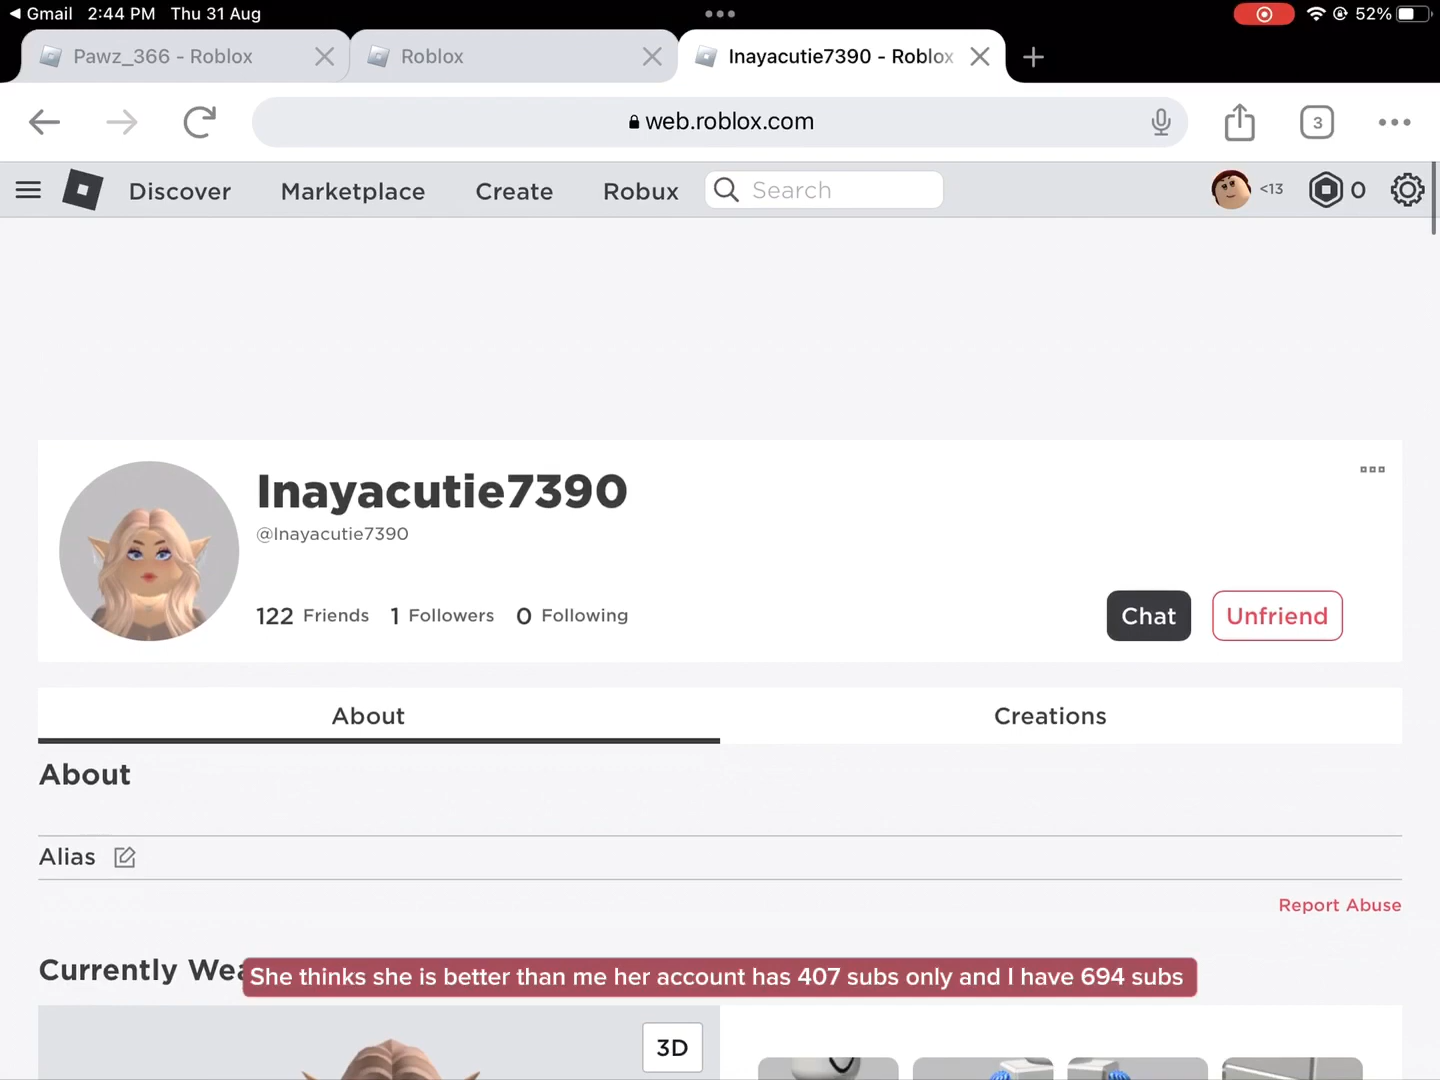 Gmail 2:44 PM Thu 31 Aug 52%
Pawz_366 - Roblox Roblox Inayacutie7390 - Roblox
web.roblox.com 3
Discover Marketplace Create Robux Search <13 0
Inayacutie7390
@Inayacutie7390
122 Friends 1 Followers 0 Following Chat Unfriend
About Creations
About
Alias
Report Abuse
Currently Wea
She thinks she is better than me her account has 407 subs only and I have 694 subs
3D